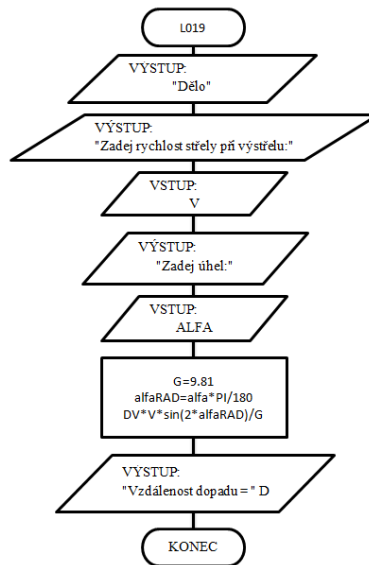 L019
VÝSTUP:
"Dělo"
VÝSTUP:
"Zadej rychlost střely při výstřelu:"
VSTUP:
V
VÝSTUP:
"Zadej úhel:"
VSTUP:
ALFA
G=9.81
alfaRAD=alfa*PI/180
DV*V*sin(2*alfaRAD)/G
VÝSTUP:
"Vzdálenost dopadu = " D
KONEC